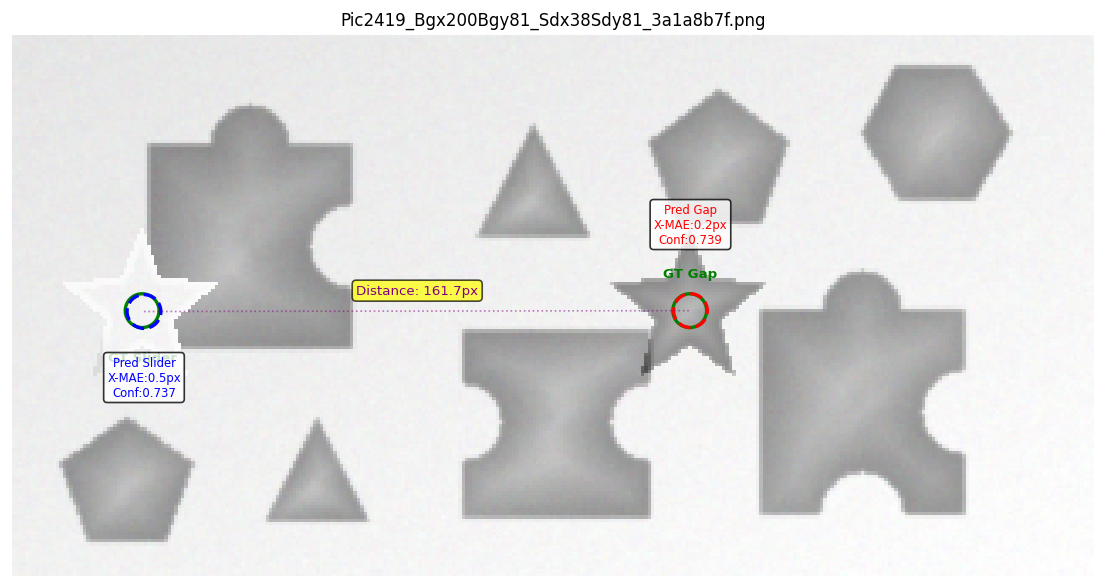 Pic2419_Bgx200Bgy81_Sdx38Sdy81_3a1a8b7f.png
Pred Gap
X-MAE:0.2px
Conf:0.739
GT Gap
Distance: 161.7px
Pred Slider
X-MAE:0.5px
Conf:0.737